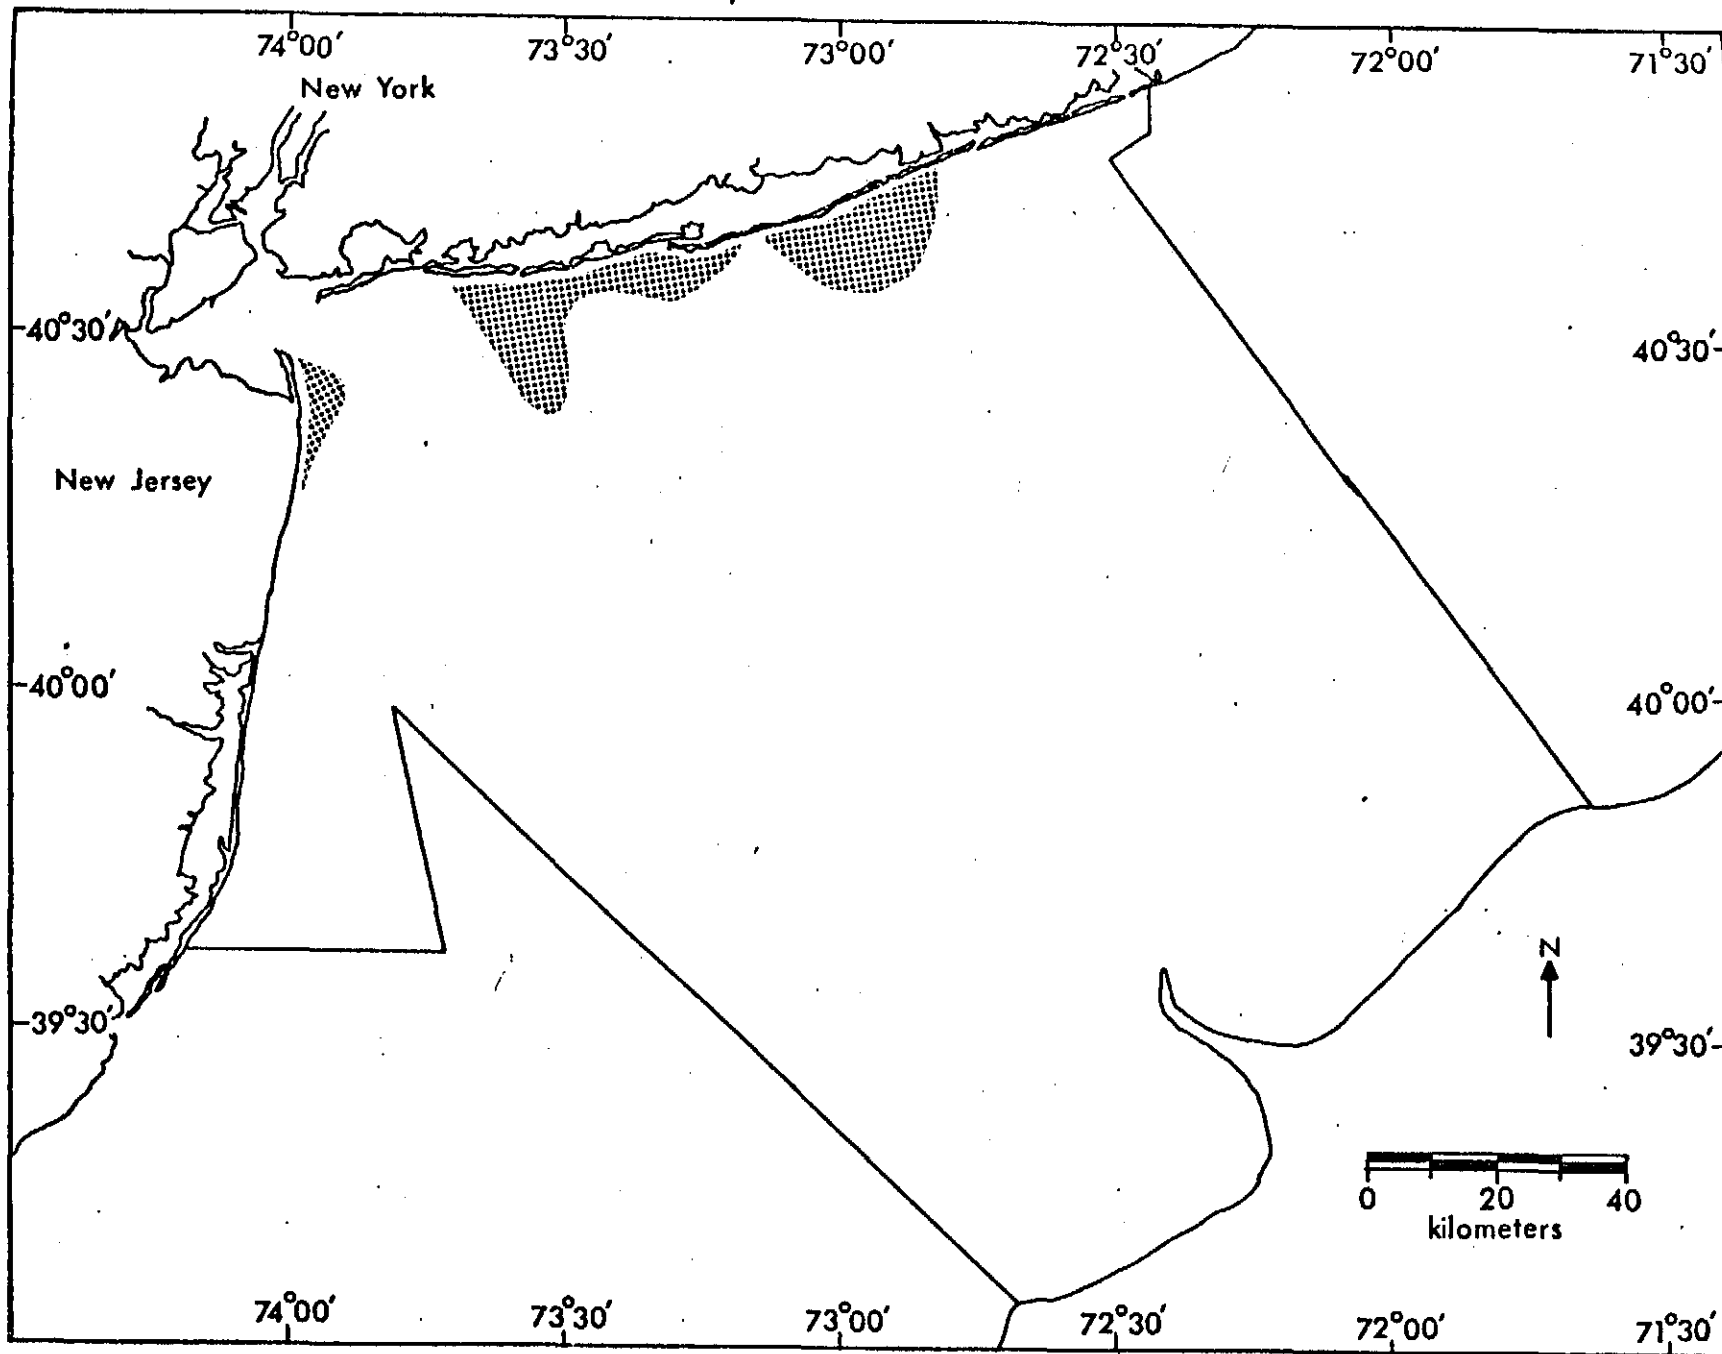 74°00′ 73°30′ 73°00′ 72°30′ 72°00′ 71°30′
New York
40°30′ 40°30′
New Jersey
40°00′ 40°00′
N
39°30′ 39°30′
0 20 40
kilometers
74°00′ 73°30′ 73°00′ 72°30′ 72°00′ 71°30′